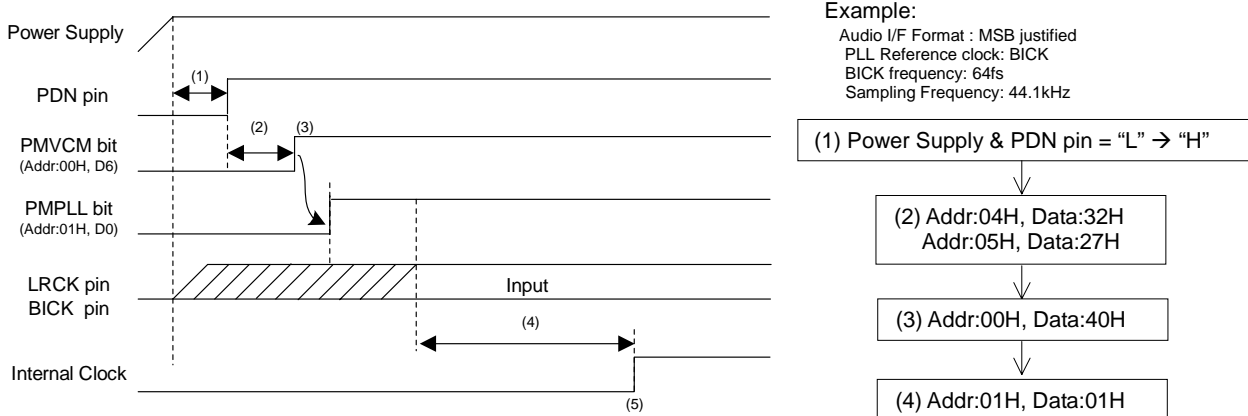 Power Supply
PDN pin
PMVCM bit
(Addr:00H, D6)
PMPLL bit
(Addr:01H, D0)
LRCK pin
BICK pin
Internal Clock
(1)
(2)
(3)
Input
(4)
(5)
Example:
Audio I/F Format : MSB justified
PLL Reference clock: BICK
BICK frequency: 64fs
Sampling Frequency: 44.1kHz
(1) Power Supply & PDN pin = “L” → “H”
(2) Addr:04H, Data:32H
Addr:05H, Data:27H
(3) Addr:00H, Data:40H
(4) Addr:01H, Data:01H